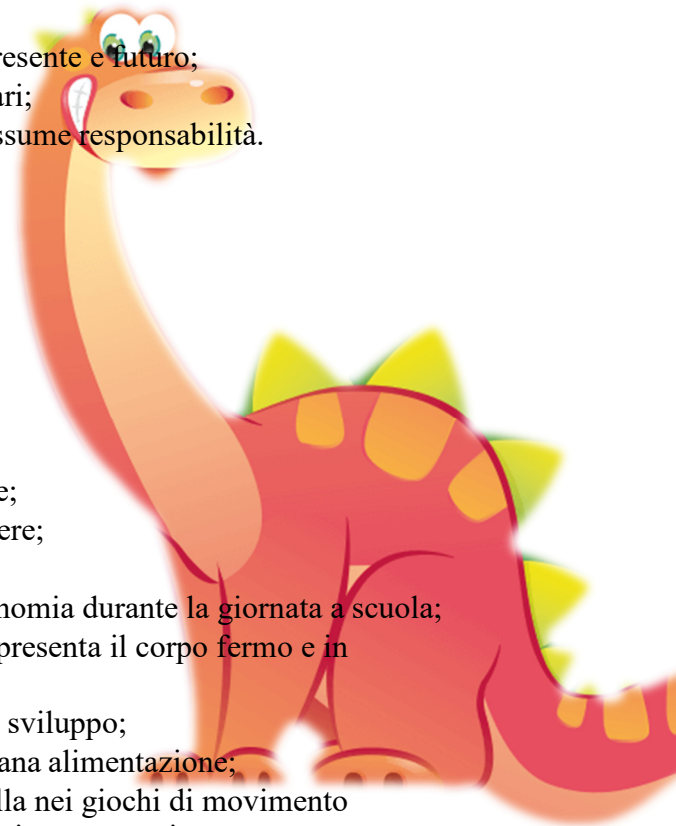 resente e futuro;
ri;
ssume responsabilità.
e;
ere;
nomia durante la giornata a scuola;
presenta il corpo fermo e in
sviluppo;
ana alimentazione;
lla nei giochi di movimento